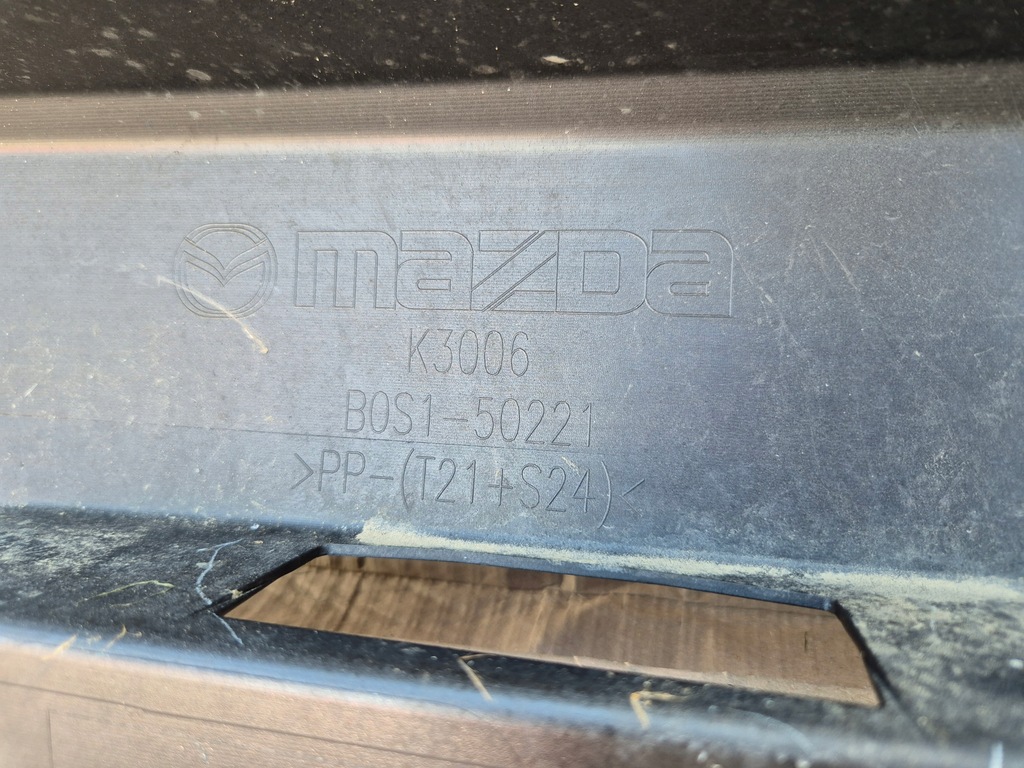 mazda
K3006
B0S1-50221
>PP-(T21+S24)<